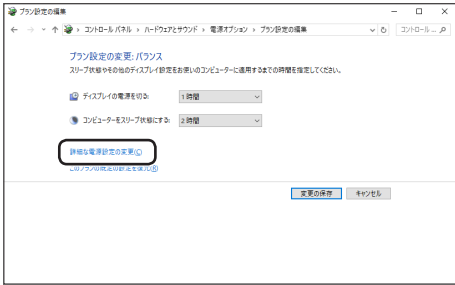 プラン設定の編集
コントロール パネル › ハードウェアとサウンド › 電源オプション › プラン設定の編集
コントロール ...
プラン設定の変更: バランス
スリープ状態やその他のディスプレイ設定をお使いのコンピューターに適用するまでの時間を指定してください。
ディスプレイの電源を切る: 1 時間
コンピューターをスリープ状態にする: 2 時間
詳細な電源設定の変更(C)
このプランの既定の設定を復元(R)
変更の保存 キャンセル